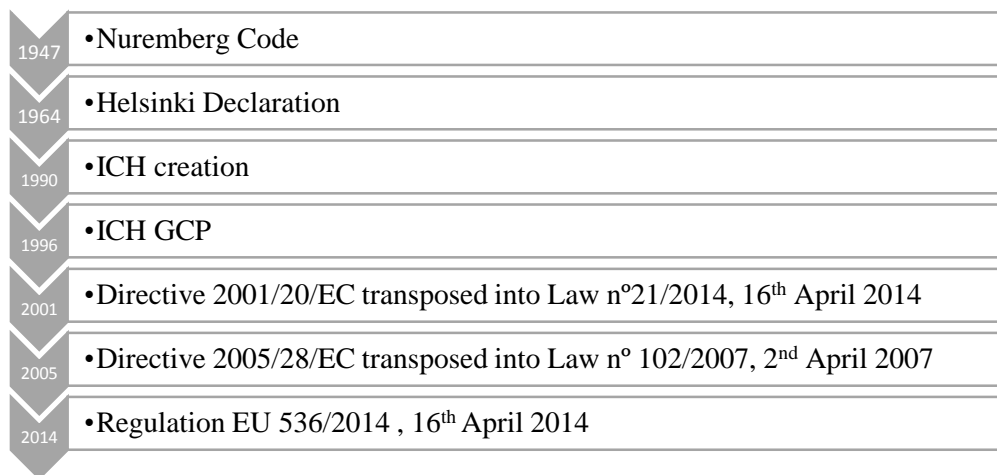 1947
•Nuremberg Code
1964
•Helsinki Declaration
1990
•ICH creation
1996
•ICH GCP
2001
•Directive 2001/20/EC transposed into Law nº21/2014, 16th April 2014
2005
•Directive 2005/28/EC transposed into Law nº 102/2007, 2nd April 2007
2014
•Regulation EU 536/2014 , 16th April 2014